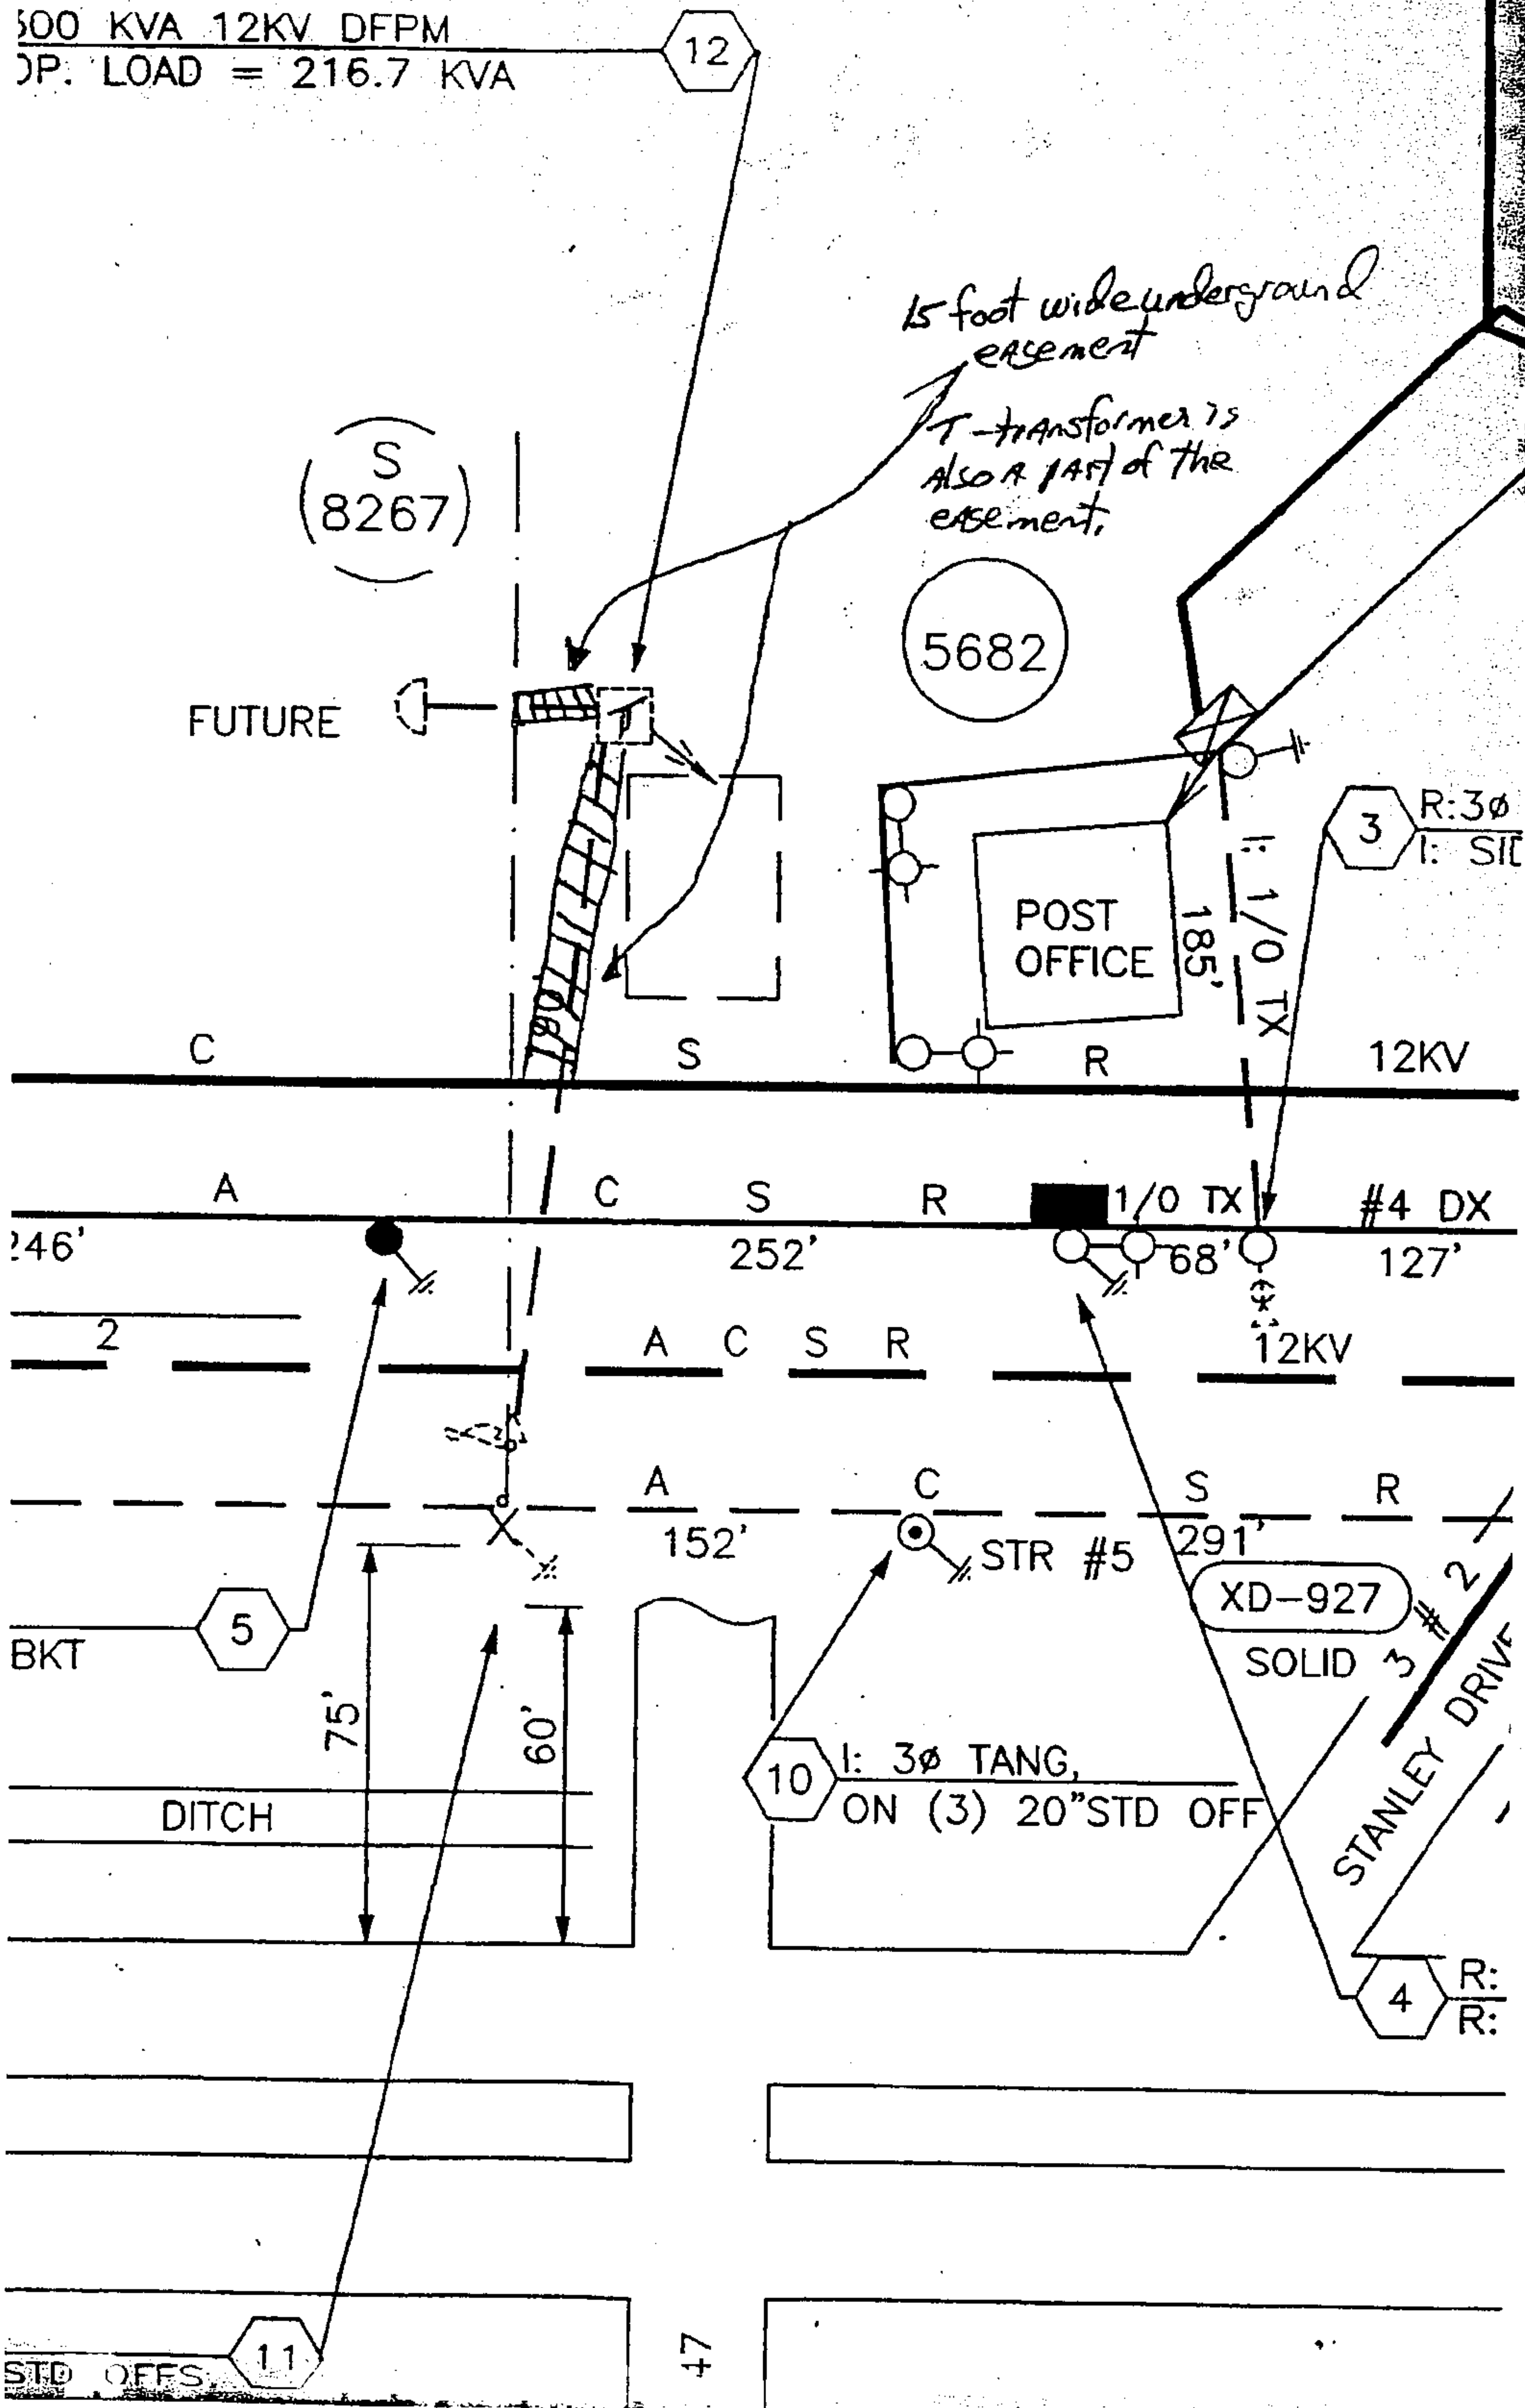 500 KVA 12KV DFPM
OP. LOAD = 216.7 KVA
12
15 foot wide underground
easement
T-transformer is
also a part of the
easement.
S
(8267)
5682
FUTURE
T
3
R:3ø
I:
POST
OFFICE
185'
I: 1/0 TX
190'
C S R 12KV
A C S R 1/0 TX #4 DX
246' 252' 68' 127'
2 A C S R 12KV
A C S R
152' STR #5 291'
XD-927
SOLID
3 # 2
5
BKT
75'
60'
STANLEY DRIVE
10
I: 3ø TANG,
ON (3) 20"STD OFF
DITCH
4
R:
R:
11
STD OFFS.
47